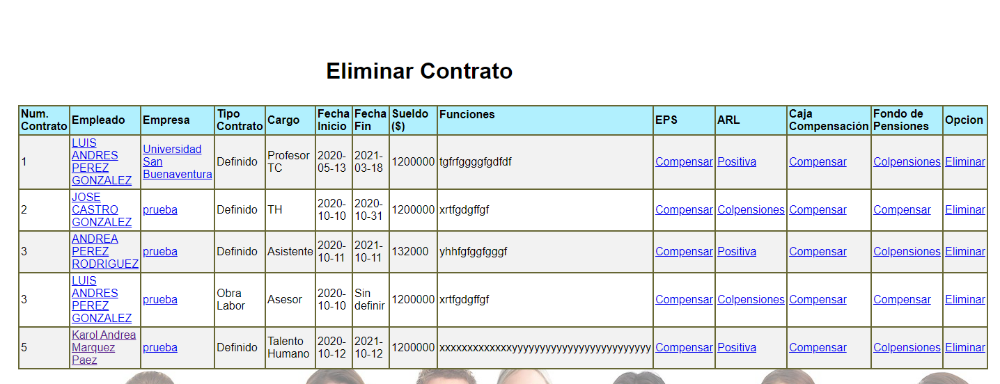 Eliminar Contrato
Num. Contrato Empleado Empresa Tipo Contrato Cargo Fecha Inicio Fecha Fin Sueldo ($) Funciones EPS ARL Caja Compensación Fondo de Pensiones Opcion
1 LUIS ANDRES PEREZ GONZALEZ Universidad San Buenaventura Definido Profesor TC 2020-05-13 2021-03-18 1200000 tgfrfggggfgdfdf Compensar Positiva Compensar Colpensiones Eliminar
2 JOSE CASTRO GONZALEZ prueba Definido TH 2020-10-10 2020-10-31 1200000 xrtfgdgffgf Compensar Colpensiones Compensar Compensar Eliminar
3 ANDREA PEREZ RODRIGUEZ prueba Definido Asistente 2020-10-11 2021-10-11 132000 yhhfgfggfgggf Compensar Positiva Compensar Colpensiones Eliminar
3 LUIS ANDRES PEREZ GONZALEZ prueba Obra Labor Asesor 2020-10-10 Sin definir 1200000 xrtfgdgffgf Compensar Colpensiones Compensar Compensar Eliminar
5 Karol Andrea Marquez Paez prueba Definido Talento Humano 2020-10-12 2021-10-12 1200000 xxxxxxxxxxxxxyyyyyyyyyyyyyyyyyyyyyyyyy Compensar Positiva Compensar Colpensiones Eliminar